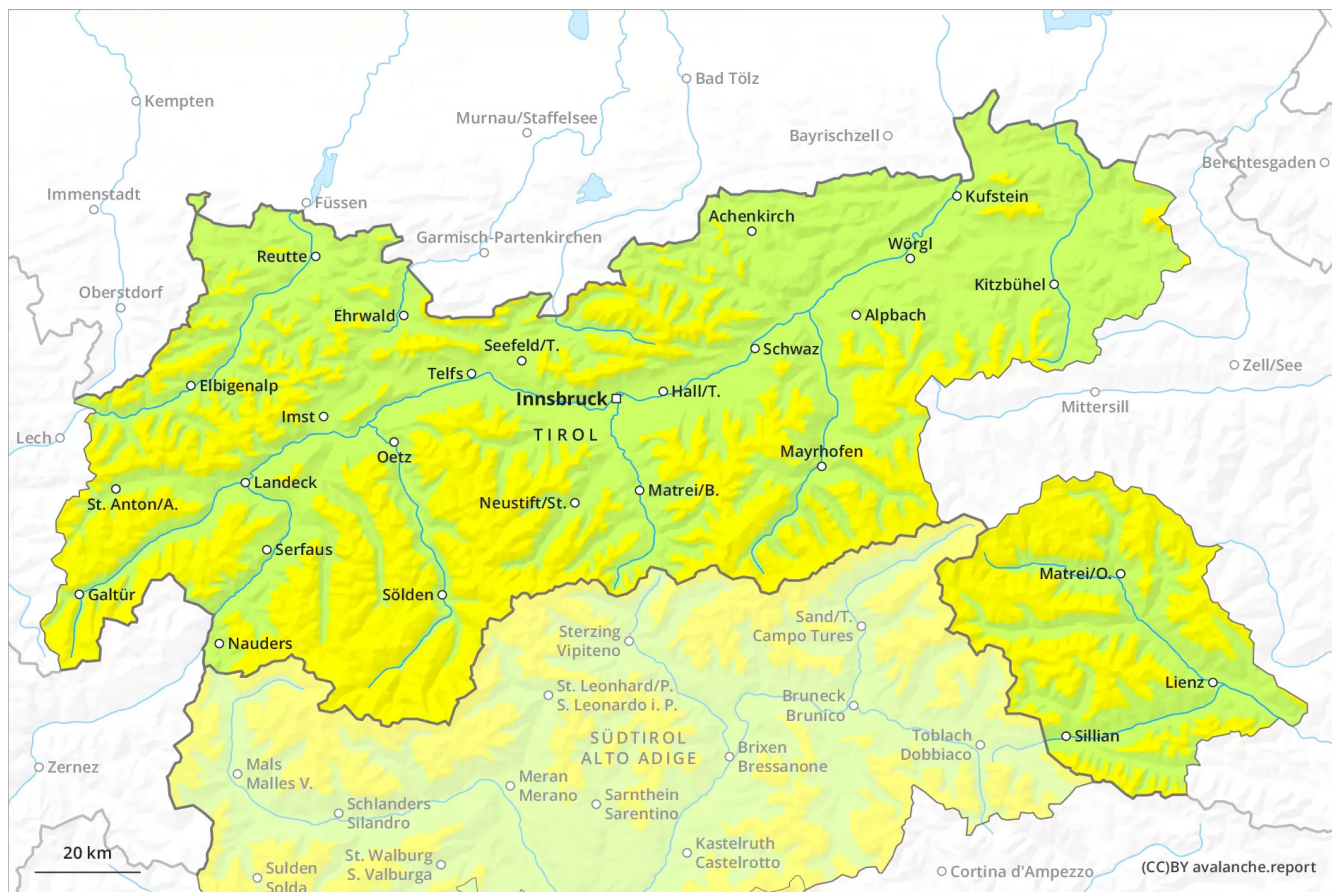 Bad Tölz
Kempten
Murnau/Staffelsee
Bayrischzell
Berchtesgaden
Immenstadt
Füssen
Kufstein
Achenkirch
Garmisch-Partenkirchen
Wörgl
Reutte
Kitzbühel
Oberstdorf
Ehrwald
Alpbach
Seefeld/T.
Schwaz
Zell/See
Telfs
Elbigenalp
Innsbruck
Hall/T.
Mittersill
Imst
TIROL
Lech
Oetz
Mayrhofen
Landeck
St. Anton/A.
Neustift/St.
Matrei/B.
Serfaus
Matrei/O.
Galtür
Sölden
Sand/T.
Campo Tures
Sterzing
Vipiteno
Nauders
Lienz
St. Leonhard/P.
S. Leonardo i. P.
Bruneck
Brunico
SÜDTIROL
ALTO ADIGE
Toblach
Dobbiaco
Sillian
Brixen
Bressanone
Zernez
Mals
Malles V.
Meran
Merano
Sarnthein
Sarentino
Schlanders
Silandro
20 km
St. Walburg
S. Valburga
Kastelruth
Castelrotto
Sulden
Solda
Cortina d'Ampezzo
(CC)BY avalanche.report